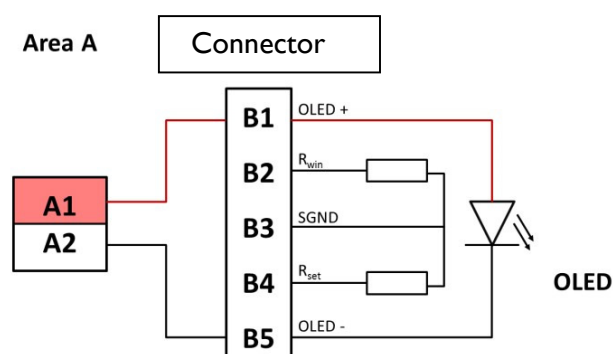 Area A
Connector
B1
OLED +
B2
Rwin
A1
A2
B3
SGND
B4
Rset
OLED
B5
OLED -